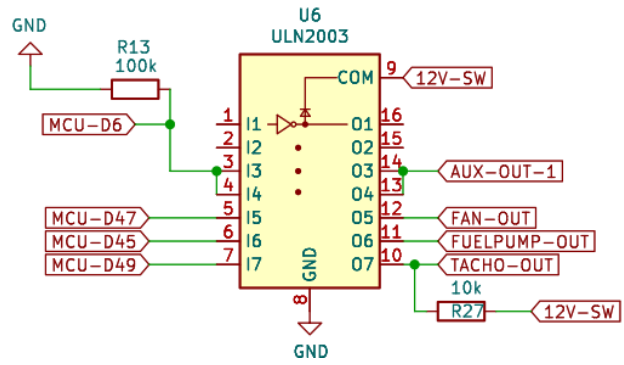 U6
ULN2003
GND
R13
100k
COM
9
12V-SW
MCU-D6
1
I1
O1
16
2
I2
O2
15
3
I3
O3
14
AUX-OUT-1
4
I4
O4
13
MCU-D47
5
I5
O5
12
FAN-OUT
MCU-D45
6
I6
O6
11
FUELPUMP-OUT
MCU-D49
7
I7
O7
10
TACHO-OUT
GND
8
10k
R27
12V-SW
GND